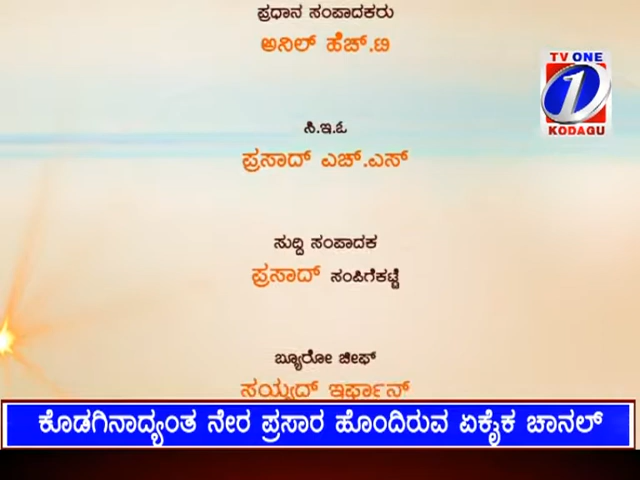 ಪ್ರಧಾನ ಸಂಪಾದಕರು
ಅನಿಲ್ ಹೆಚ್.ಟಿ
TV ONE
1
KODAGU
ಸಿ.ಇ.ಓ
ಪ್ರಸಾದ್ ಎಚ್.ಎಸ್
ಸುದ್ದಿ ಸಂಪಾದಕ
ಪ್ರಸಾದ್ ಸಂಪಿಗೆಕಟ್ಟೆ
ಬ್ಯೂರೋ ಚೀಫ್
ಸಯ್ಯದ್ ಇರ್ಫಾನ್
ಕೊಡಗಿನಾದ್ಯಂತ ನೇರ ಪ್ರಸಾರ ಹೊಂದಿರುವ ಏಕೈಕ ಚಾನಲ್